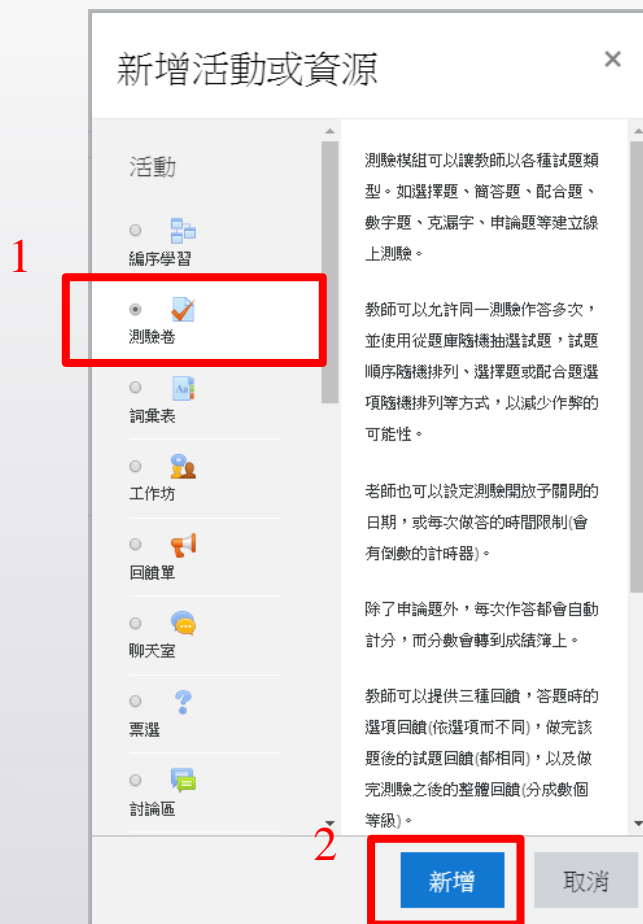 新增活動或資源
×
活動
編序學習
1
測驗卷
詞彙表
工作坊
回饋單
聊天室
票選
討論區
測驗模組可以讓教師以各種試題類
型。如選擇題、簡答題、配合題、
數字題、克漏字、申論題等建立線
上測驗。
教師可以允許同一測驗作答多次，
並使用從題庫隨機抽選試題，試題
順序隨機排列、選擇題或配合題選
項隨機排列等方式，以減少作弊的
可能性。
老師也可以設定測驗開放予關閉的
日期，或每次做答的時間限制(會
有倒數的計時器)。
除了申論題外，每次作答都會自動
計分，而分數會轉到成績簿上。
教師可以提供三種回饋，答題時的
選項回饋(依選項而不同)，做完該
題後的試題回饋(都相同)，以及做
完測驗之後的整體回饋(分成數個
等級)。
2
新增
取消